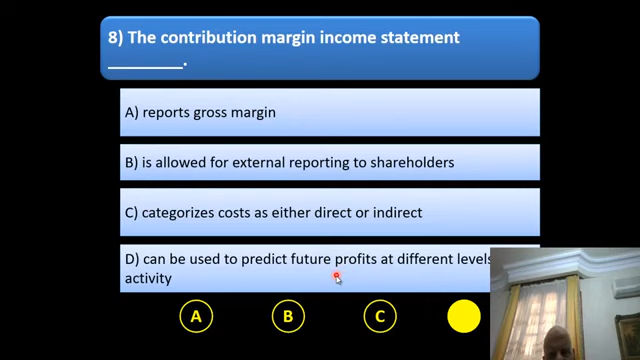 8) The contribution margin income statement
________.
A) reports gross margin
B) is allowed for external reporting to shareholders
C) categorizes costs as either direct or indirect
D) can be used to predict future profits at different levels
activity
A
B
C